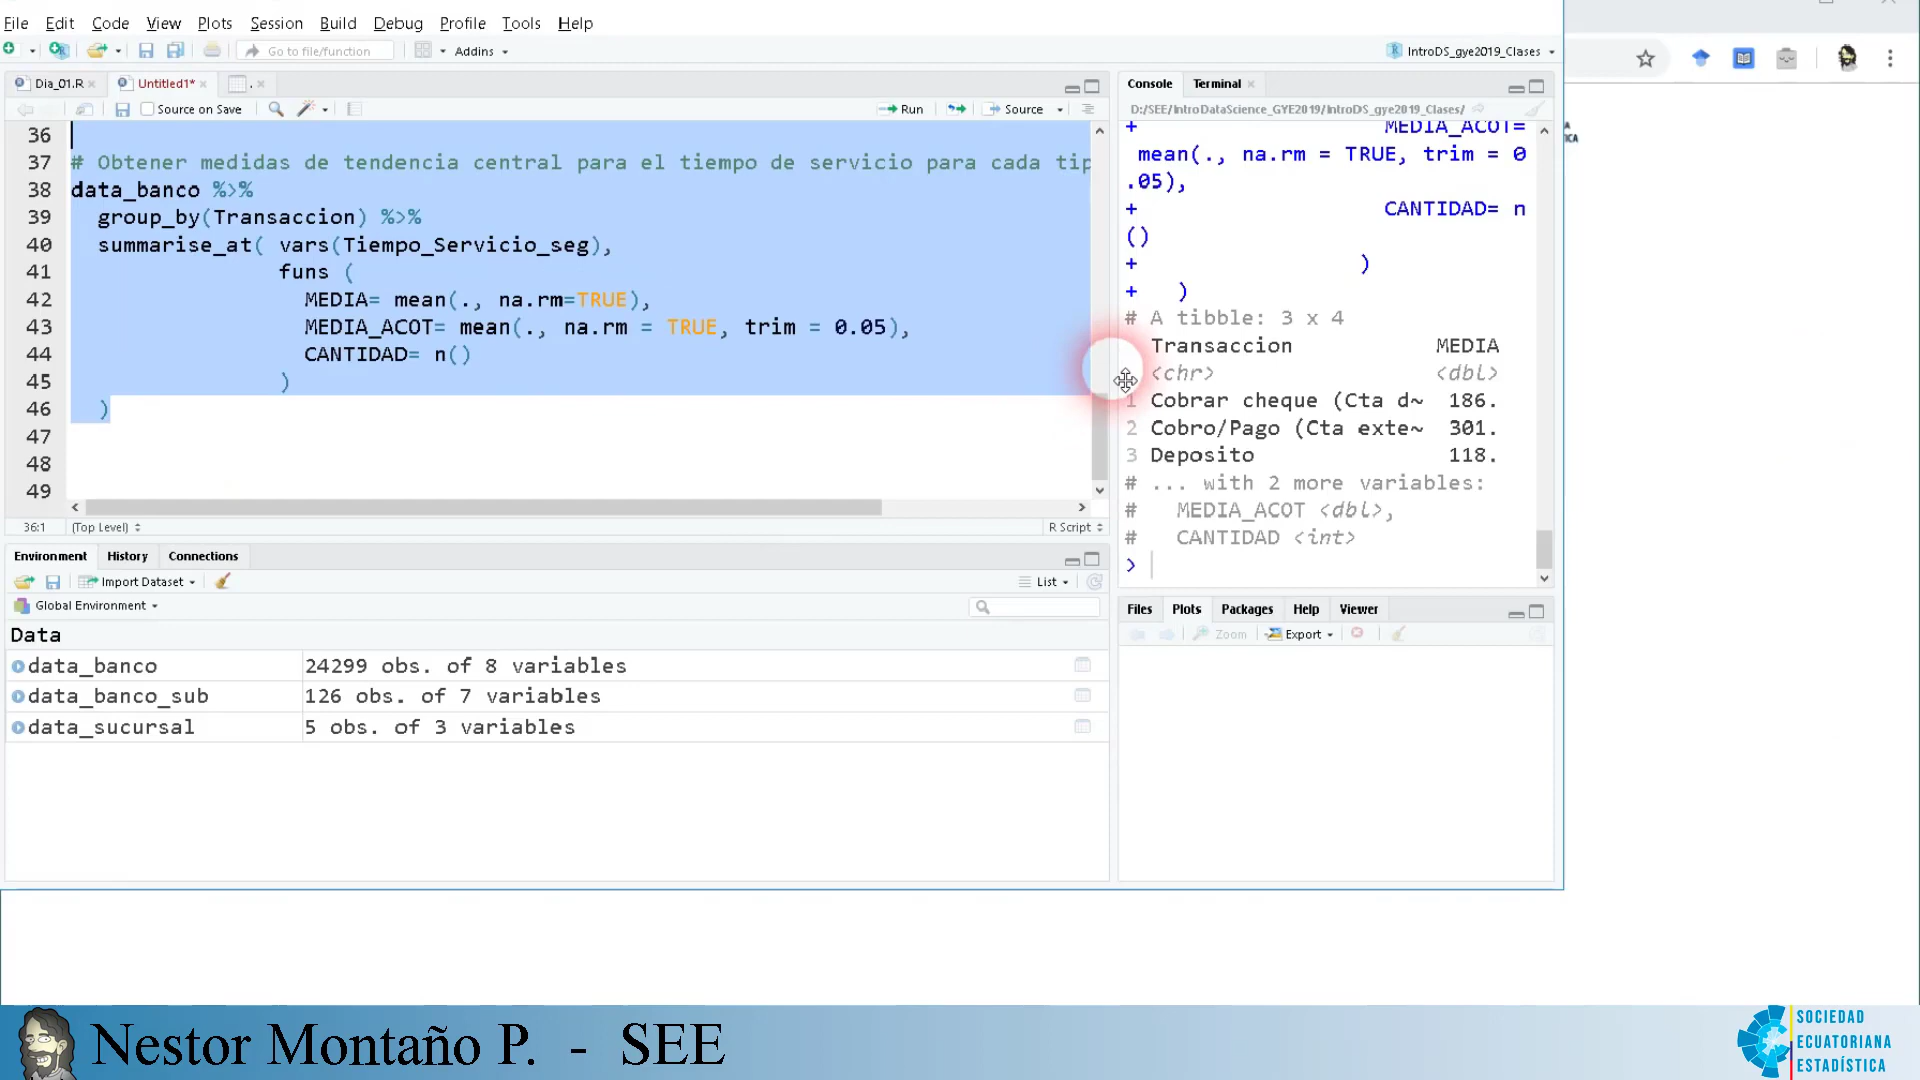 File Edit Code View Plots Session Build Debug Profile Tools Help
Go to file/function Addins IntroDS_gye2019_Clases
Dia_01.R Untitled1* .
Source on Save Run Source
36
37 # Obtener medidas de tendencia central para el tiempo de servicio para cada tip
38 data_banco %>%
39 group_by(Transaccion) %>%
40 summarise_at( vars(Tiempo_Servicio_seg),
41 funs (
42 MEDIA= mean(., na.rm=TRUE),
43 MEDIA_ACOT= mean(., na.rm = TRUE, trim = 0.05),
44 CANTIDAD= n()
45 )
46 )
47
48
49
36:1 (Top Level) R Script
Environment History Connections
Import Dataset List
Global Environment
Data
data_banco 24299 obs. of 8 variables
data_banco_sub 126 obs. of 7 variables
data_sucursal 5 obs. of 3 variables
Console Terminal
D:/SEE/IntroDataScience_GYE2019/IntroDS_gye2019_Clases/
+ MEDIA_ACOT=
mean(., na.rm = TRUE, trim = 0
.05),
+ CANTIDAD= n
()
+ )
+ )
# A tibble: 3 x 4
Transaccion MEDIA
<chr> <dbl>
1 Cobrar cheque (Cta d~ 186.
2 Cobro/Pago (Cta exte~ 301.
3 Deposito 118.
# ... with 2 more variables:
# MEDIA_ACOT <dbl>,
# CANTIDAD <int>
>
Files Plots Packages Help Viewer
Zoom Export
Nestor Montaño P. - SEE
SOCIEDAD
ECUATORIANA
ESTADÍSTICA